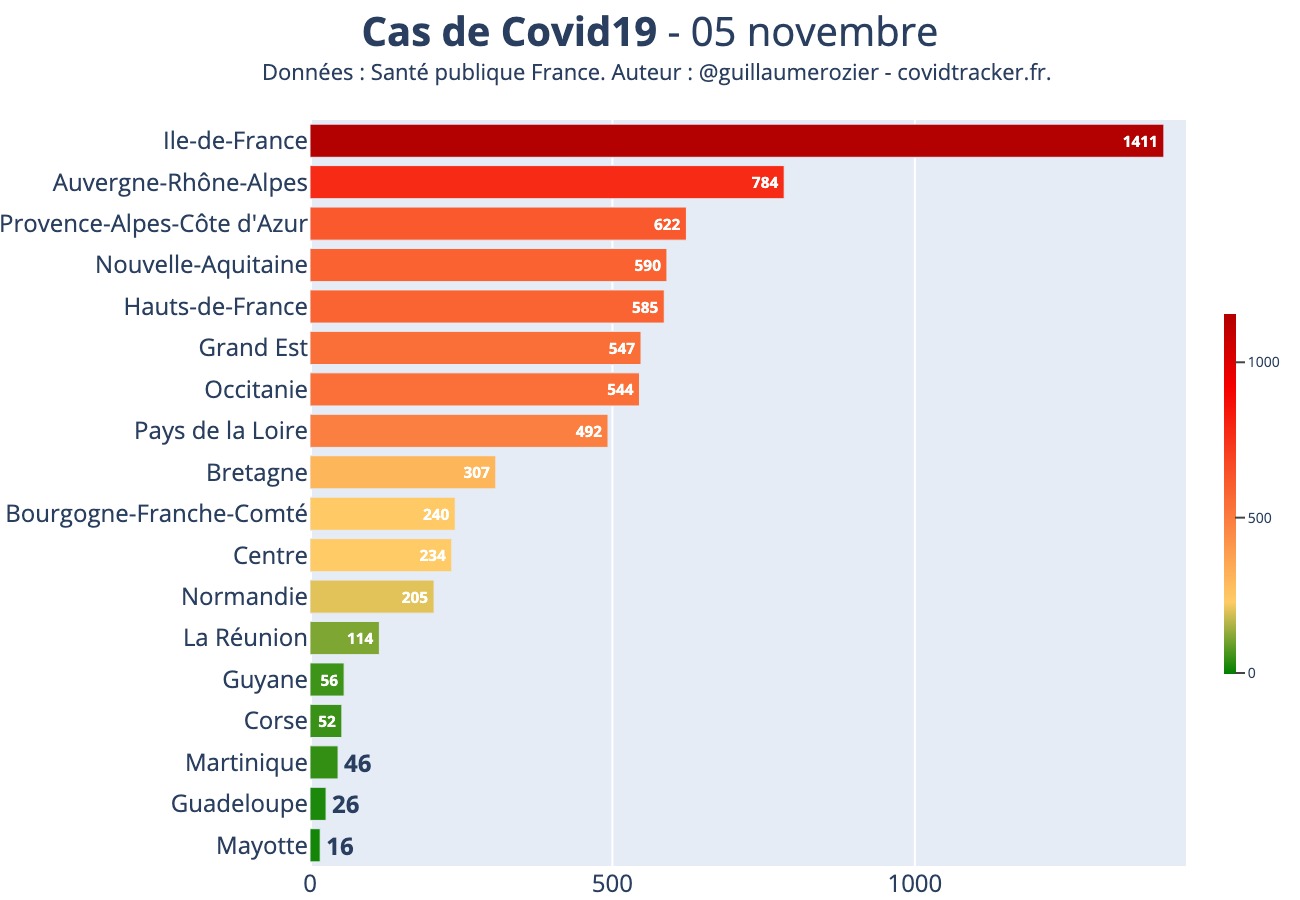 Cas de Covid19 - 05 novembre
Données : Santé publique France. Auteur : @guillaumerozier - covidtracker.fr.
Ile-de-France 1411
Auvergne-Rhône-Alpes 784
Provence-Alpes-Côte d'Azur 622
Nouvelle-Aquitaine 590
Hauts-de-France 585
Grand Est 547
Occitanie 544
Pays de la Loire 492
Bretagne 307
Bourgogne-Franche-Comté 240
Centre 234
Normandie 205
La Réunion 114
Guyane 56
Corse 52
Martinique 46
Guadeloupe 26
Mayotte 16
0 500 1000
1000
500
0